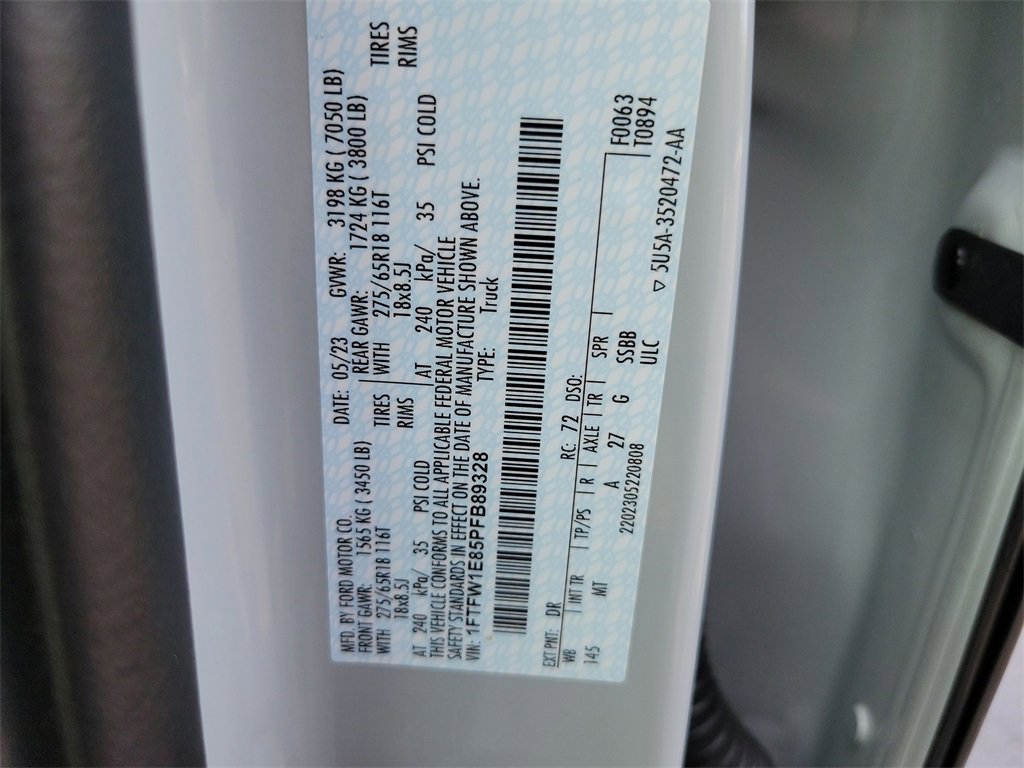 MFD. BY FORD MOTOR CO.
DATE: 05/23 GVWR: 3198 KG ( 7050 LB)
FRONT GAWR: 1565 KG ( 3450 LB) REAR GAWR: 1724 KG ( 3800 LB)
WITH 275/65R18 116T TIRES WITH 275/65R18 116T TIRES
18x8.5J RIMS 18x8.5J RIMS
AT 240 kPa/ 35 PSI COLD AT 240 kPa/ 35 PSI COLD
THIS VEHICLE CONFORMS TO ALL APPLICABLE FEDERAL MOTOR VEHICLE
SAFETY STANDARDS IN EFFECT ON THE DATE OF MANUFACTURE SHOWN ABOVE.
VIN: 1FTFW1E85PFB89328 TYPE: Truck
EXT PNT: DR RC: 72 DSO:
WB INT TR TP/PS R AXLE TR SPR F0063
145 MT A 27 G SSBB T0894
2202305220808 ULC ▽ 5U5A-3520472-AA